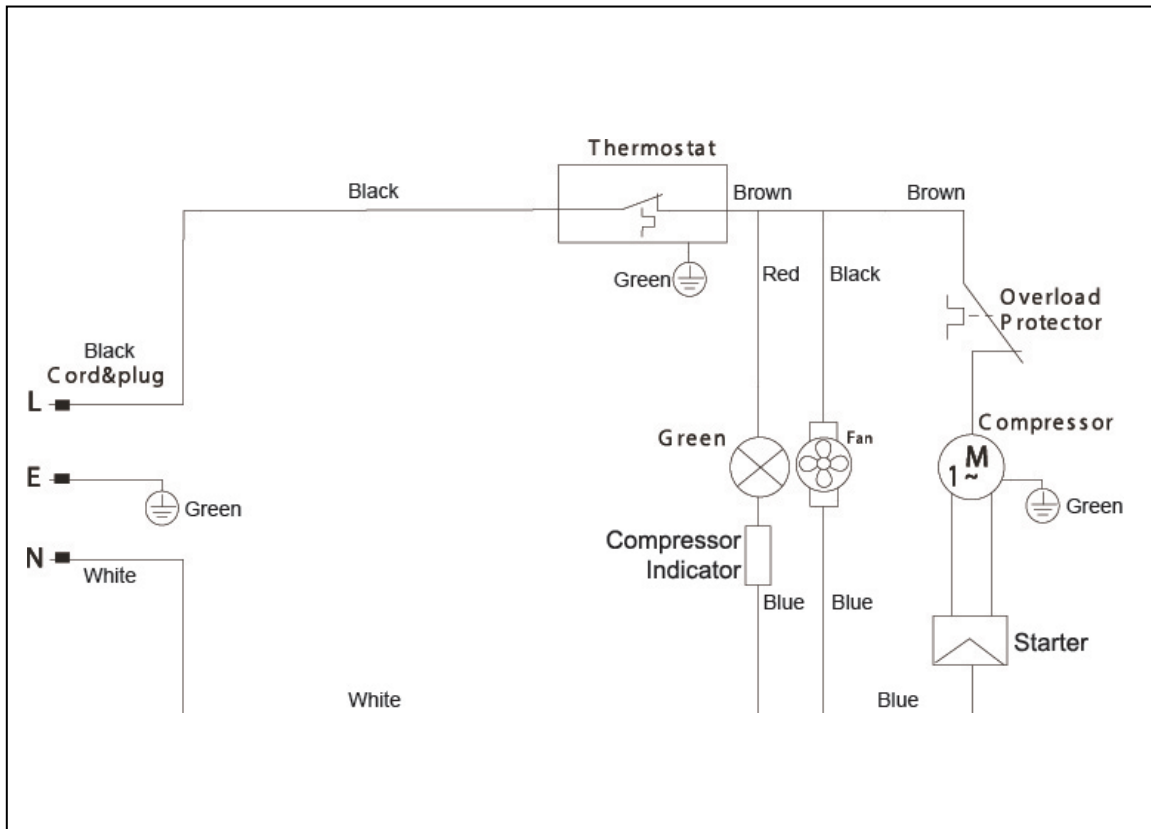 Thermostat
Black
Brown
Brown
Green
Red
Black
Overload
Protector
Black
Cord&plug
L
Green
Fan
Compressor
M
1~
E
Green
Green
N
White
Compressor
Indicator
Blue
Blue
Starter
White
Blue